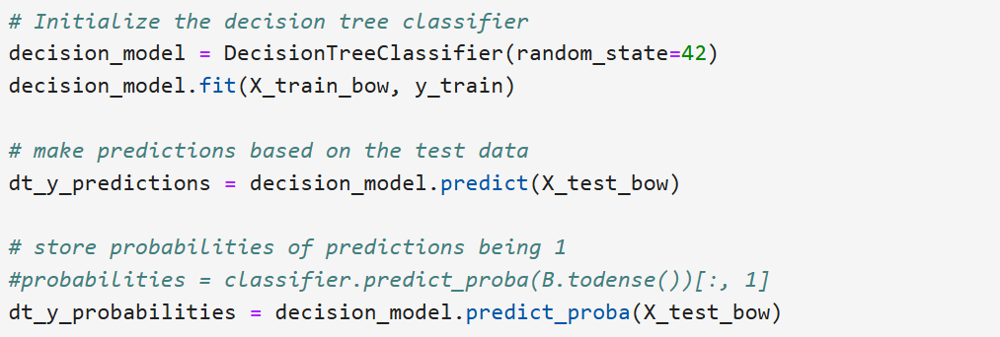 # Initialize the decision tree classifier
decision_model = DecisionTreeClassifier(random_state=42)
decision_model.fit(X_train_bow, y_train)
# make predictions based on the test data
dt_y_predictions = decision_model.predict(X_test_bow)
# store probabilities of predictions being 1
#probabilities = classifier.predict_proba(B.todense())[:, 1]
dt_y_probabilities = decision_model.predict_proba(X_test_bow)